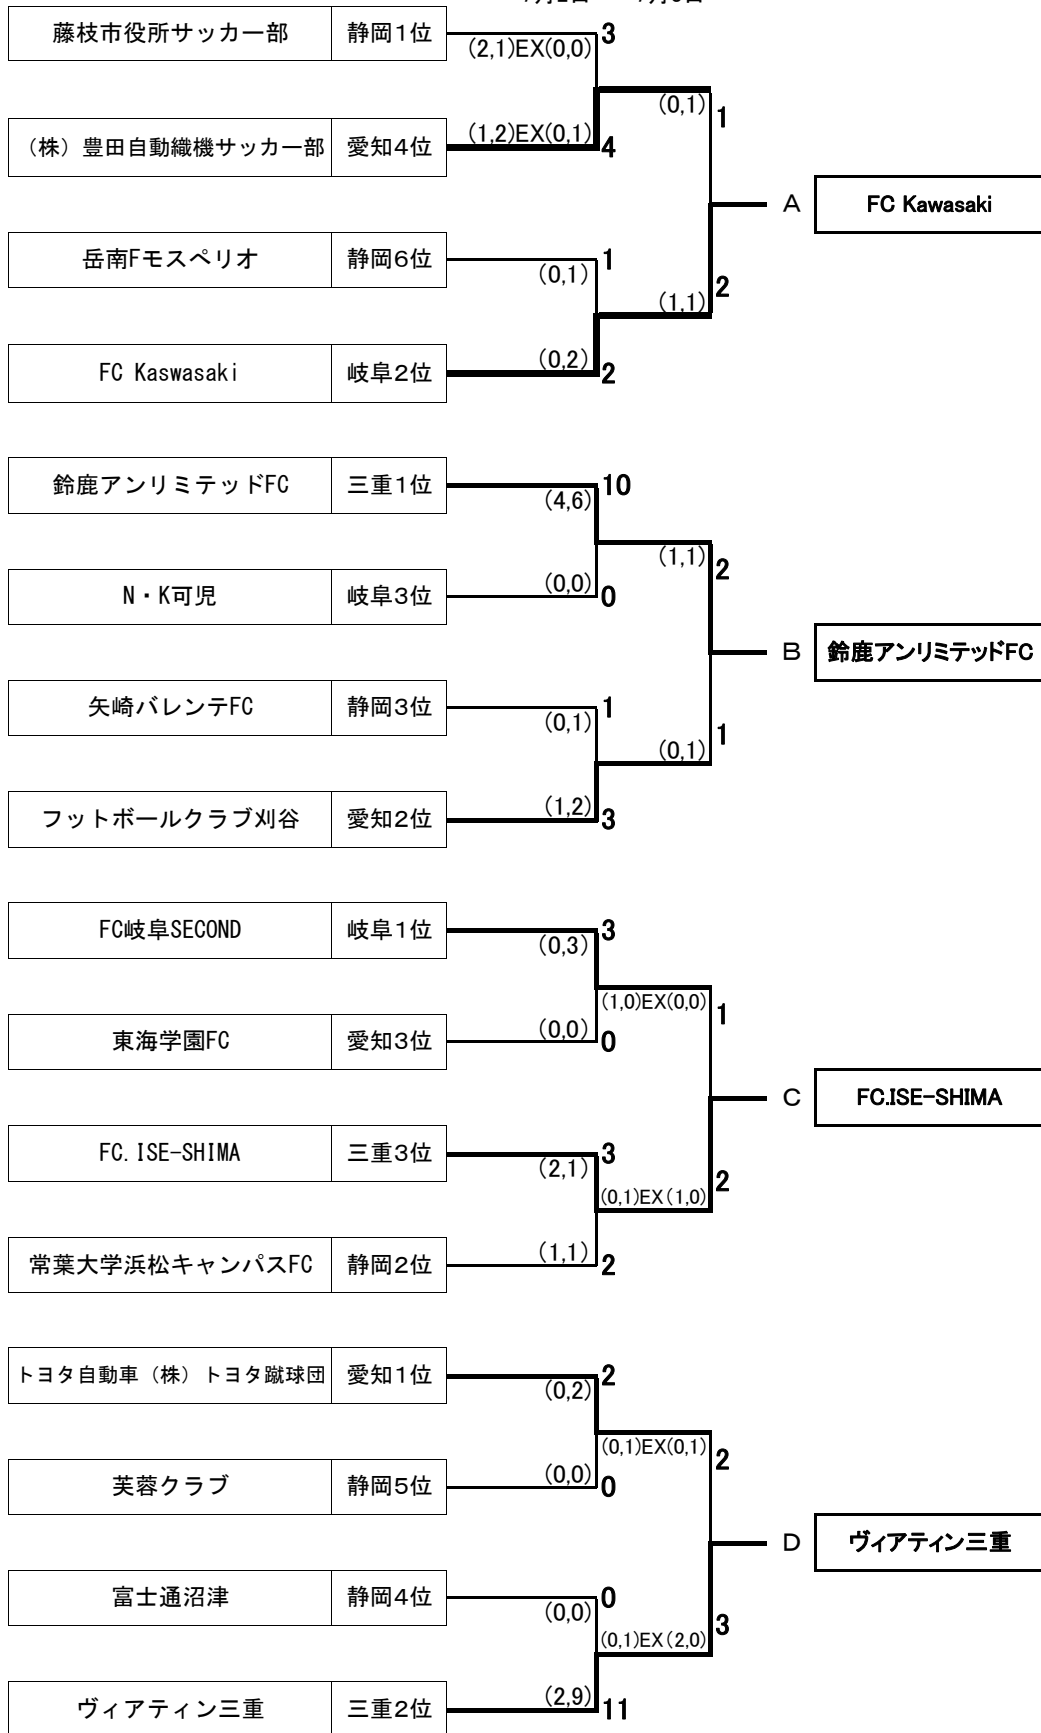 藤枝市役所サッカー部 静岡1位 (2,1)EX(0,0) 3
(0,1) 1
（株）豊田自動織機サッカー部 愛知4位 (1,2)EX(0,1) 4
A FC Kawasaki
岳南Fモスペリオ 静岡6位 (0,1) 1
(1,1) 2
FC Kaswasaki 岐阜2位 (0,2) 2
鈴鹿アンリミテッドFC 三重1位 (4,6) 10
(1,1) 2
N・K可児 岐阜3位 (0,0) 0
B 鈴鹿アンリミテッドFC
矢崎バレンテFC 静岡3位 (0,1) 1
(0,1) 1
フットボールクラブ刈谷 愛知2位 (1,2) 3
FC岐阜SECOND 岐阜1位 (0,3) 3
(1,0)EX(0,0) 1
東海学園FC 愛知3位 (0,0) 0
C FC.ISE-SHIMA
FC.ISE-SHIMA 三重3位 (2,1) 3
(0,1)EX(1,0) 2
常葉大学浜松キャンパスFC 静岡2位 (1,1) 2
トヨタ自動車（株）トヨタ蹴球団 愛知1位 (0,2) 2
(0,1)EX(0,1) 2
芙蓉クラブ 静岡5位 (0,0) 0
D ヴィアティン三重
富士通沼津 静岡4位 (0,0) 0
(0,1)EX(2,0) 3
ヴィアティン三重 三重2位 (2,9) 11